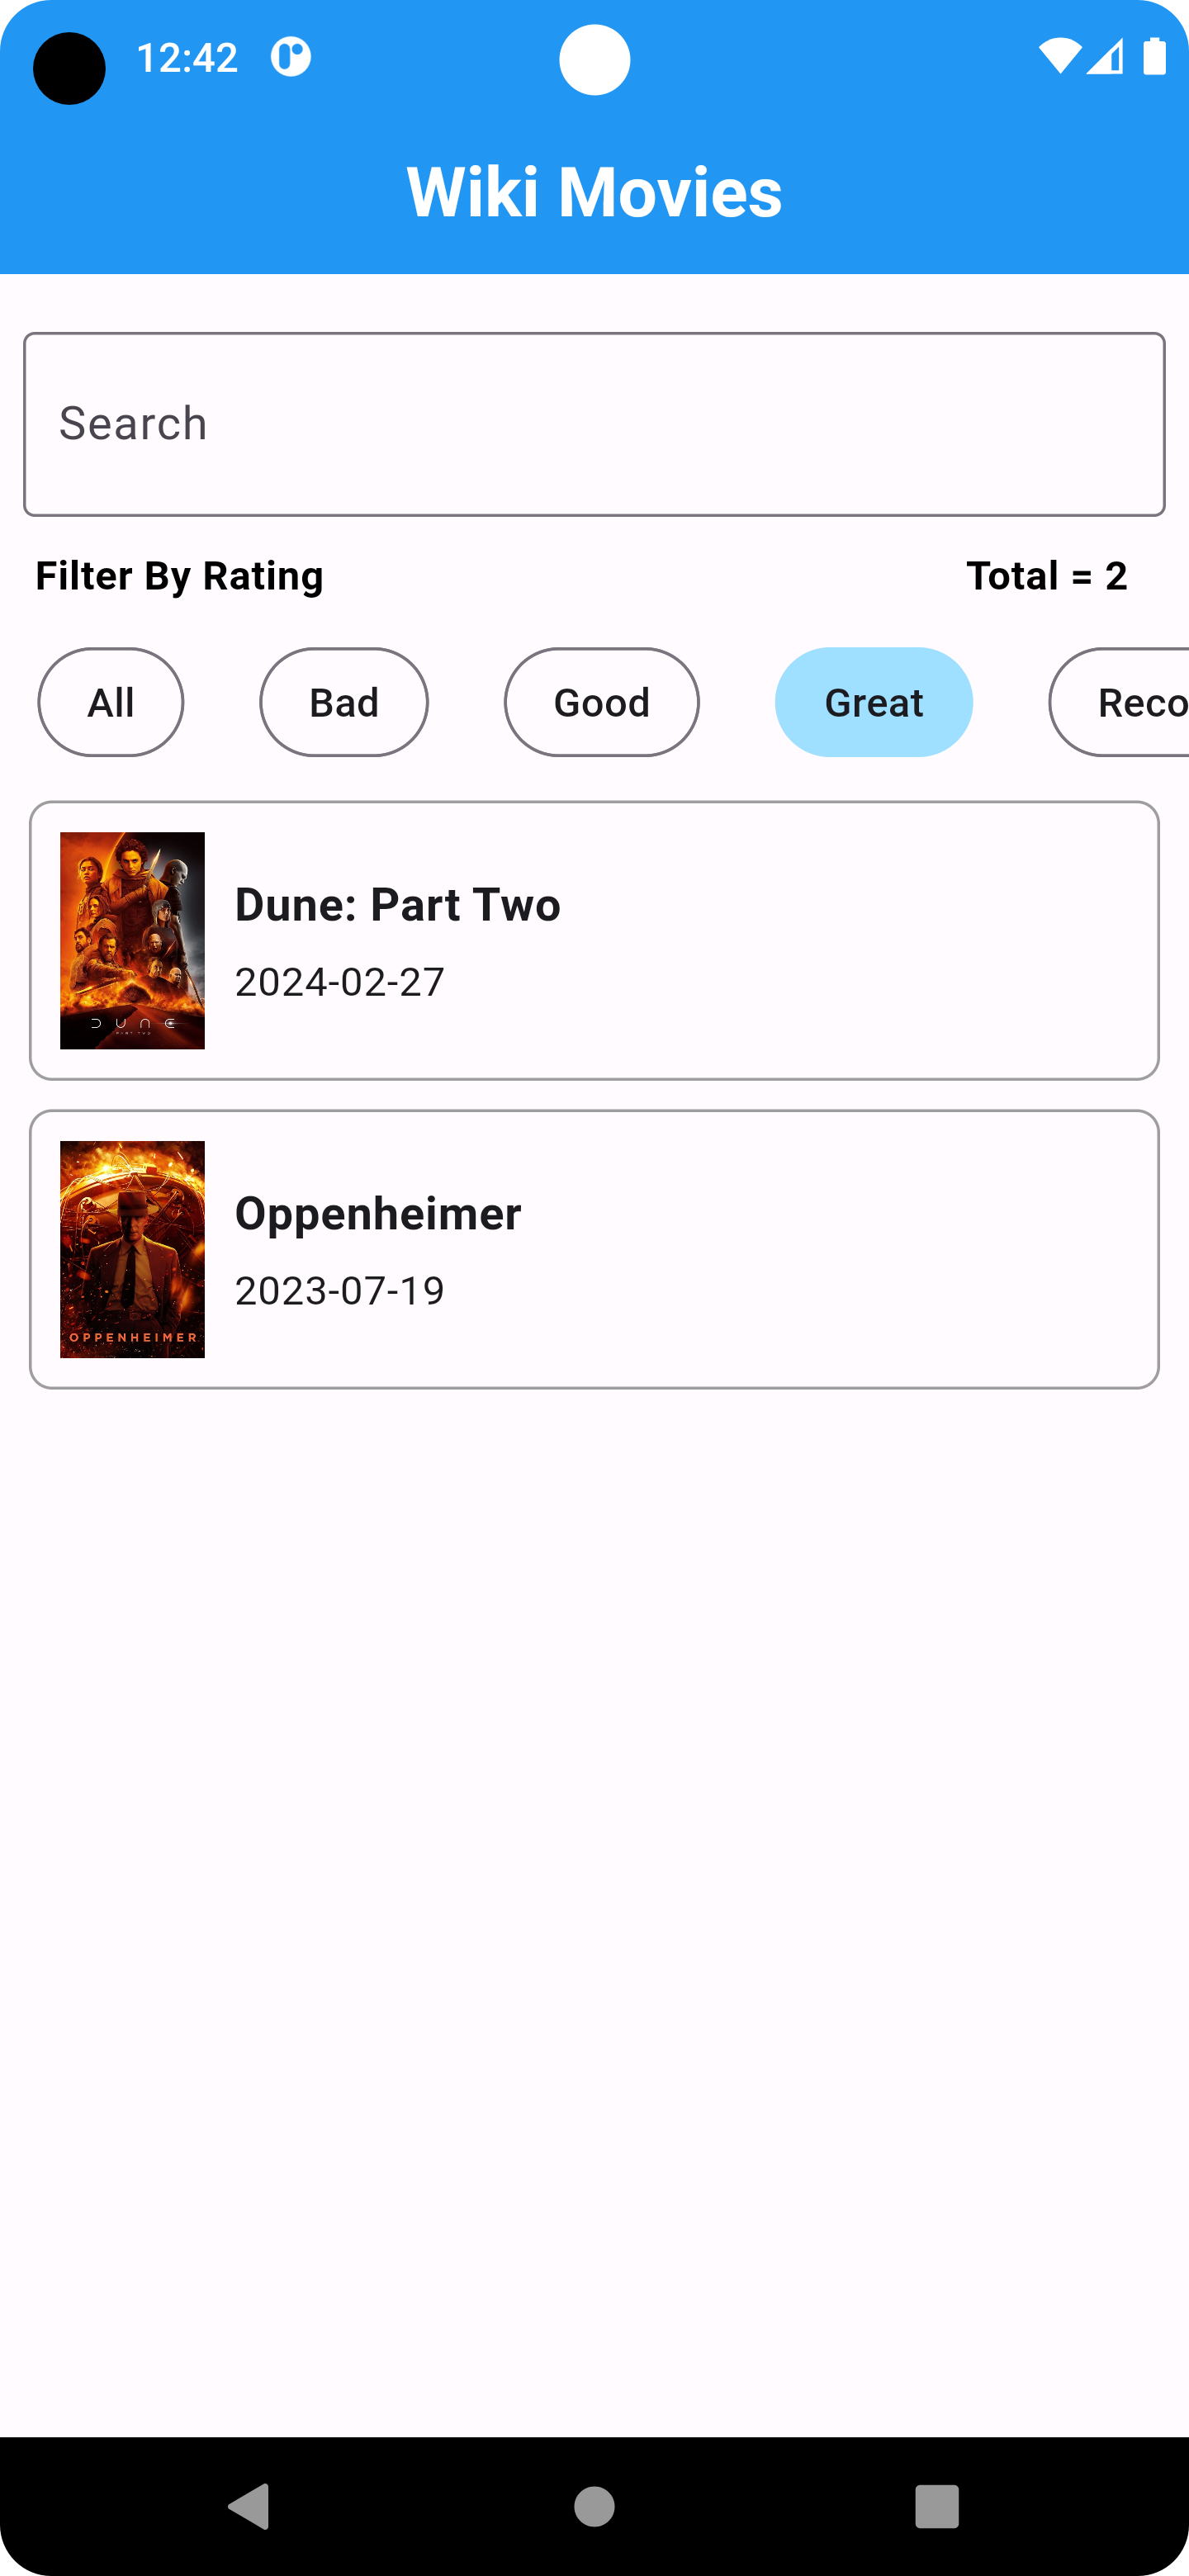 12:42
Wiki Movies
Search
Filter By Rating Total = 2
All Bad Good Great Reco
Dune: Part Two
2024-02-27
DUNE
Oppenheimer
2023-07-19
OPPENHEIMER